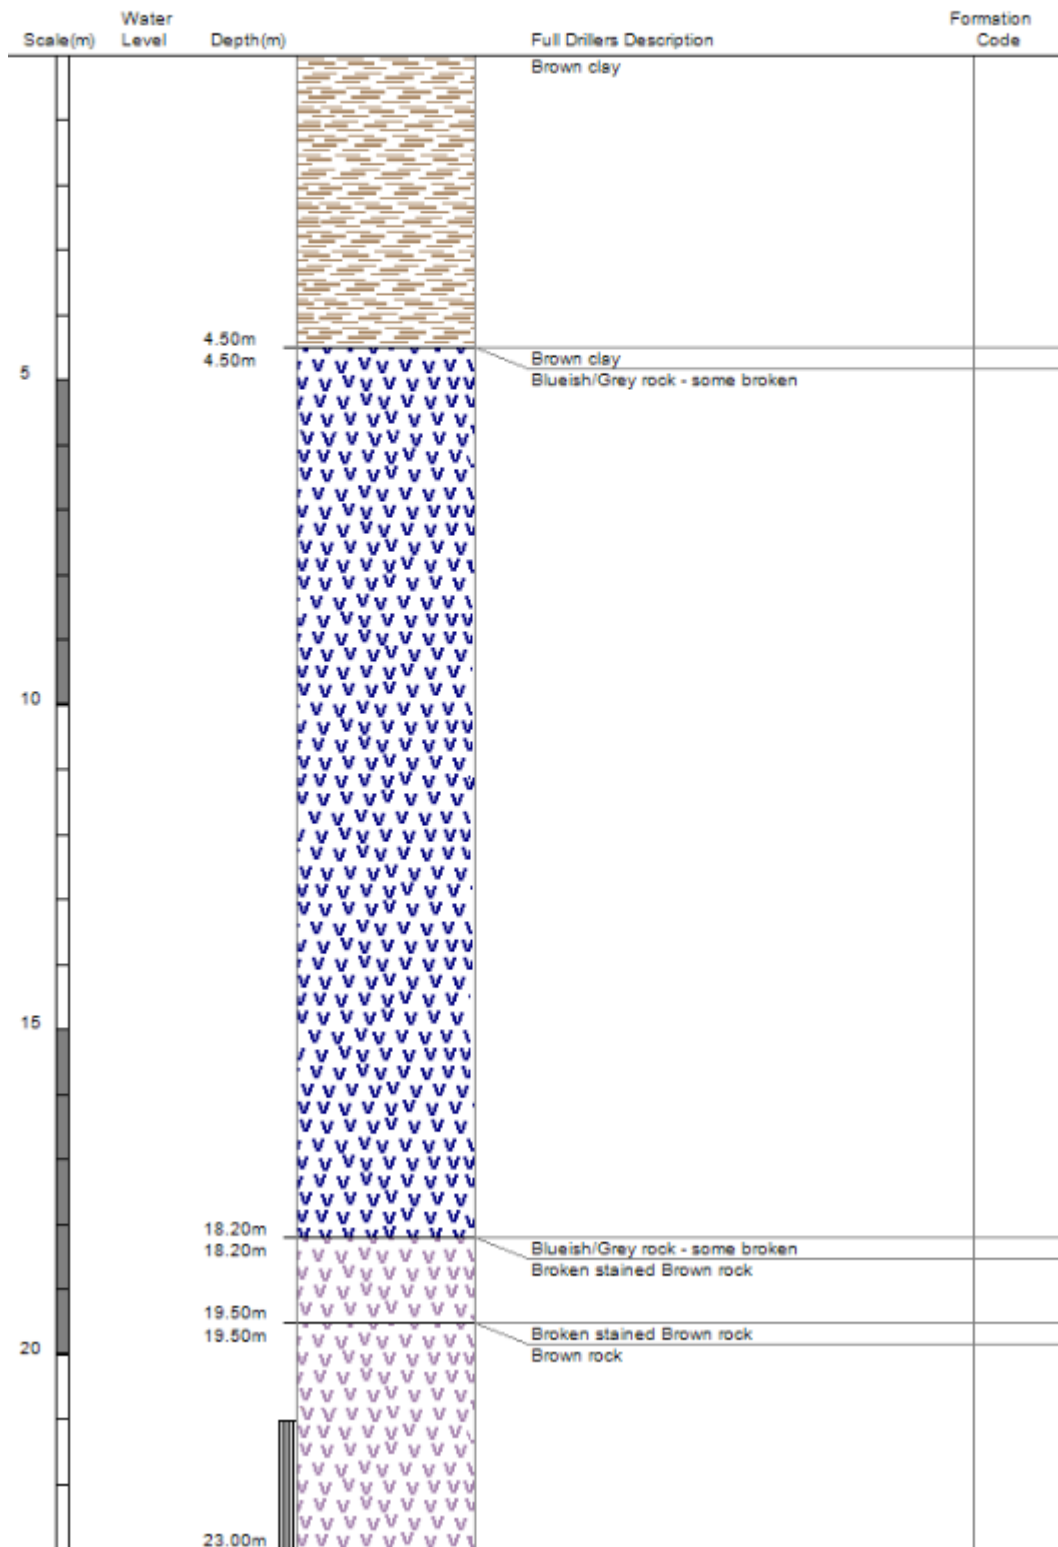 Water Formation
Scale(m) Level Depth(m) Full Drillers Description Code
Brown clay
4.50m
4.50m Brown clay
5 Blueish/Grey rock - some broken
10
15
18.20m
18.20m Blueish/Grey rock - some broken
Broken stained Brown rock
19.50m
19.50m Broken stained Brown rock
20 Brown rock
23.00m